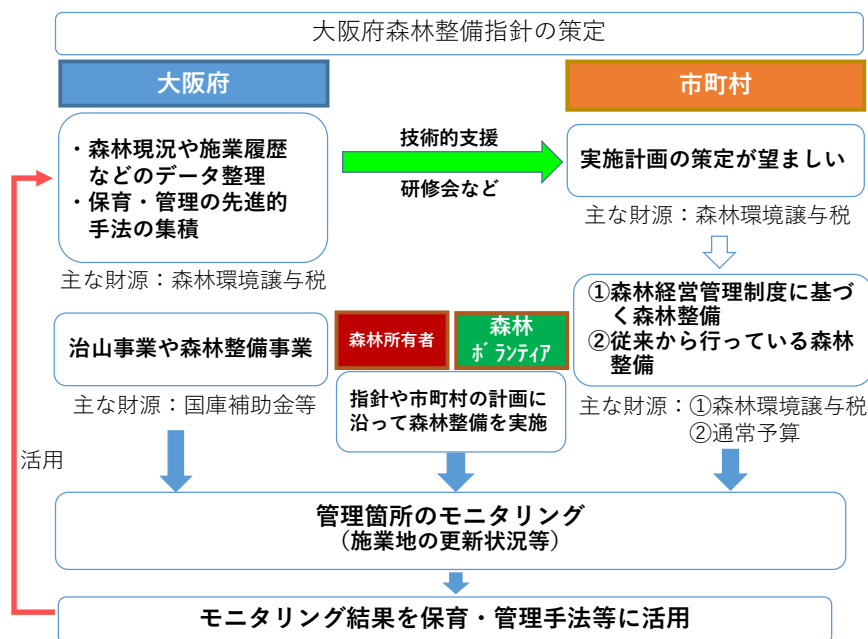 大阪府森林整備指針の策定
大阪府
市町村
・森林現況や施業履歴
などのデータ整理
・保育・管理の先進的
手法の集積
技術的支援
研修会など
実施計画の策定が望ましい
主な財源：森林環境譲与税
主な財源：森林環境譲与税
治山事業や森林整備事業
森林所有者
森林
ﾎﾞﾗﾝﾃｨｱ
①森林経営管理制度に基づ
く森林整備
②従来から行っている森林
整備
主な財源：国庫補助金等
指針や市町村の計画に
沿って森林整備を実施
主な財源：①森林環境譲与税
②通常予算
活用
管理箇所のモニタリング
（施業地の更新状況等）
モニタリング結果を保育・管理手法等に活用